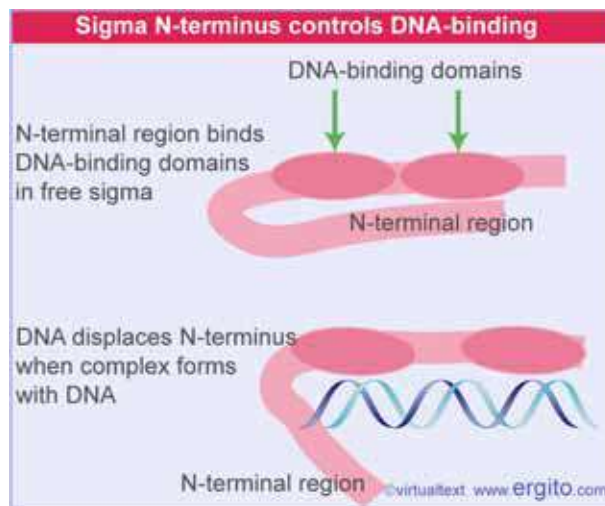 Sigma N-terminus controls DNA-binding
DNA-binding domains
N-terminal region binds
DNA-binding domains
in free sigma
N-terminal region
DNA displaces N-terminus
when complex forms
with DNA
N-terminal region
©virtualtext www.ergito.com